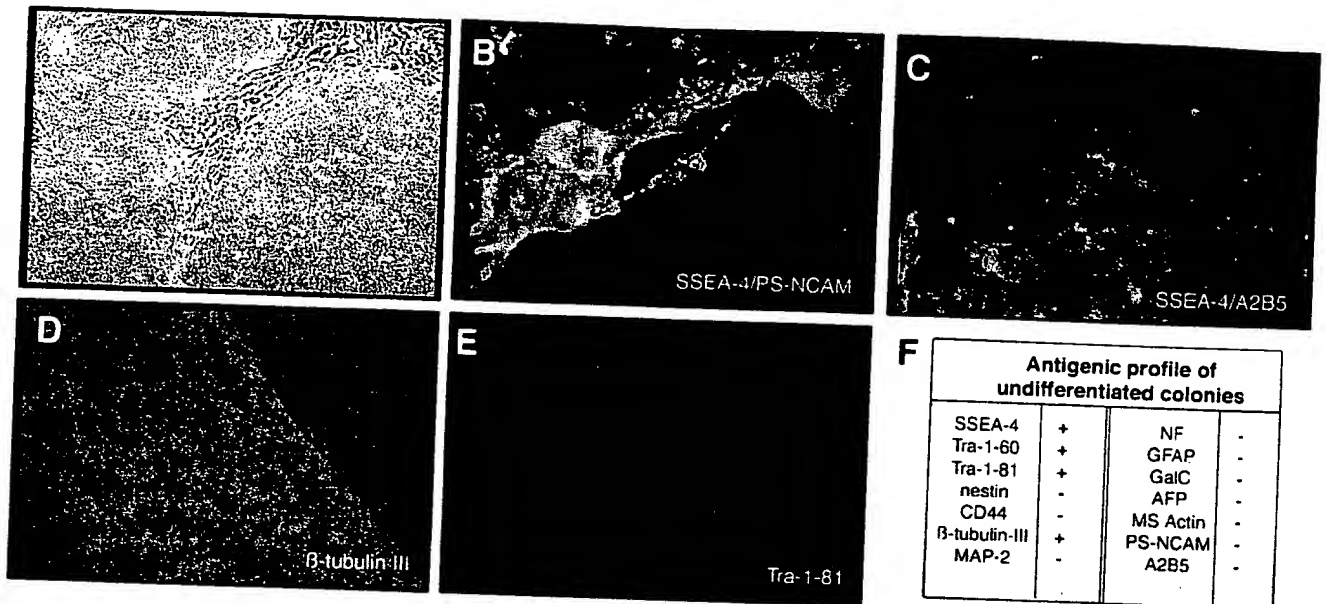 A
B
SSEA-4/PS-NCAM
C
SSEA-4/A2B5
D
ß-tubulin III
E
Tra-1-81
F
Antigenic profile of
undifferentiated colonies
SSEA-4 + NF -
Tra-1-60 + GFAP -
Tra-1-81 + GalC -
nestin - AFP -
CD44 - MS Actin -
ß-tubulin-III + PS-NCAM -
MAP-2 - A2B5 -